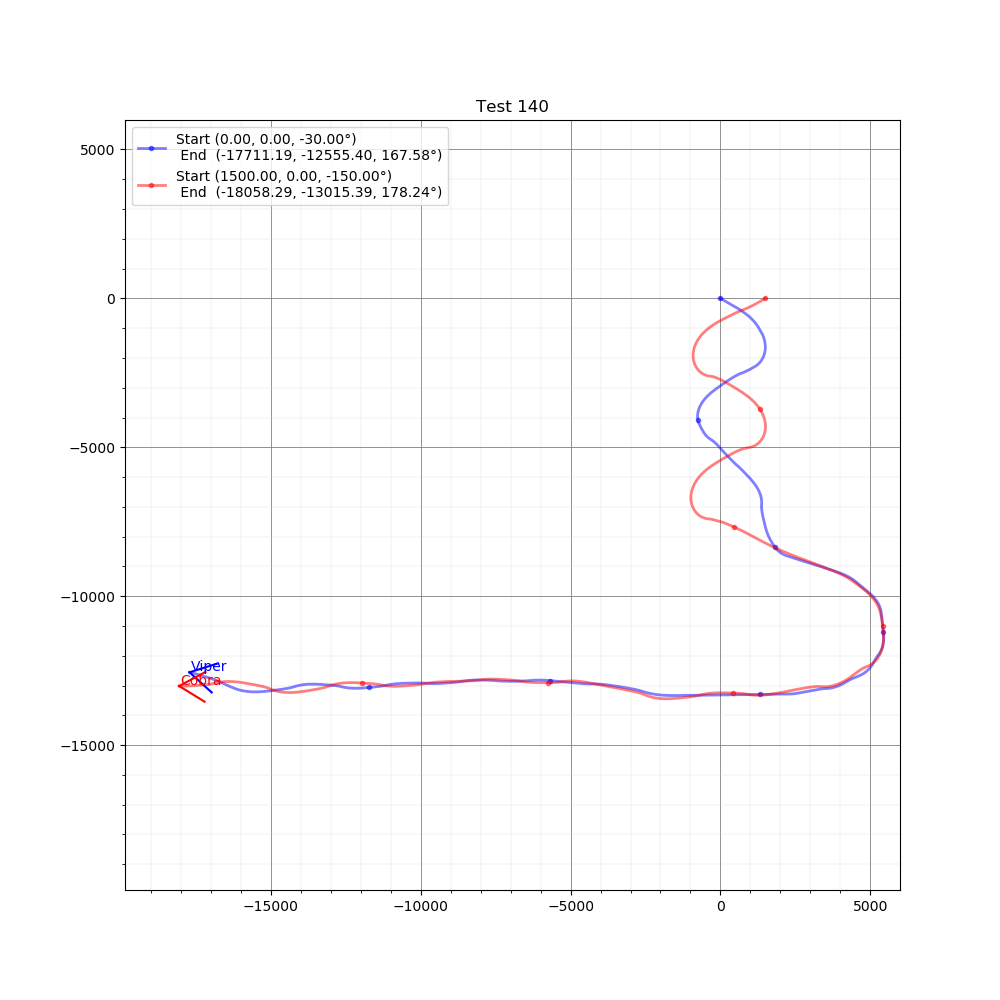 Test 140
Start (0.00, 0.00, -30.00°)
End (-17711.19, -12555.40, 167.58°)
Start (1500.00, 0.00, -150.00°)
End (-18058.29, -13015.39, 178.24°)
5000
0
−5000
−10000
−15000
Viper
Cobra
−15000 −10000 −5000 0 5000